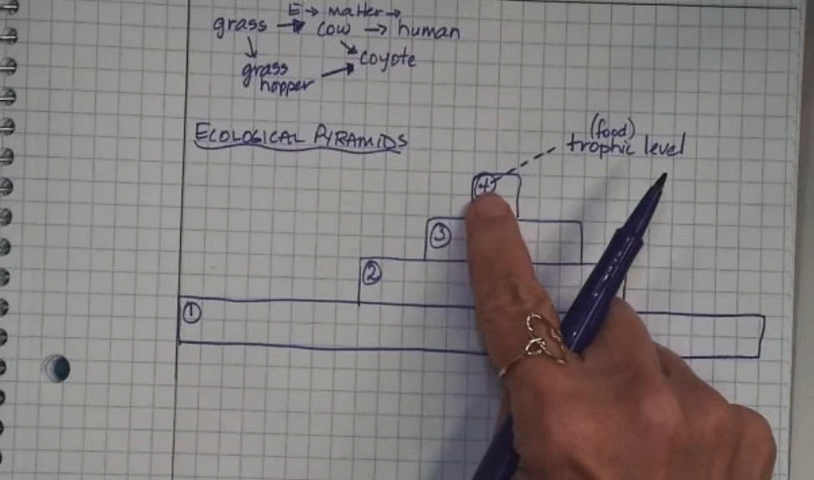 E → matter →
grass → cow → human
↓ ↘ coyote
grass
hopper →
ECOLOGICAL PYRAMIDS
(food)
trophic level
④
③
②
①